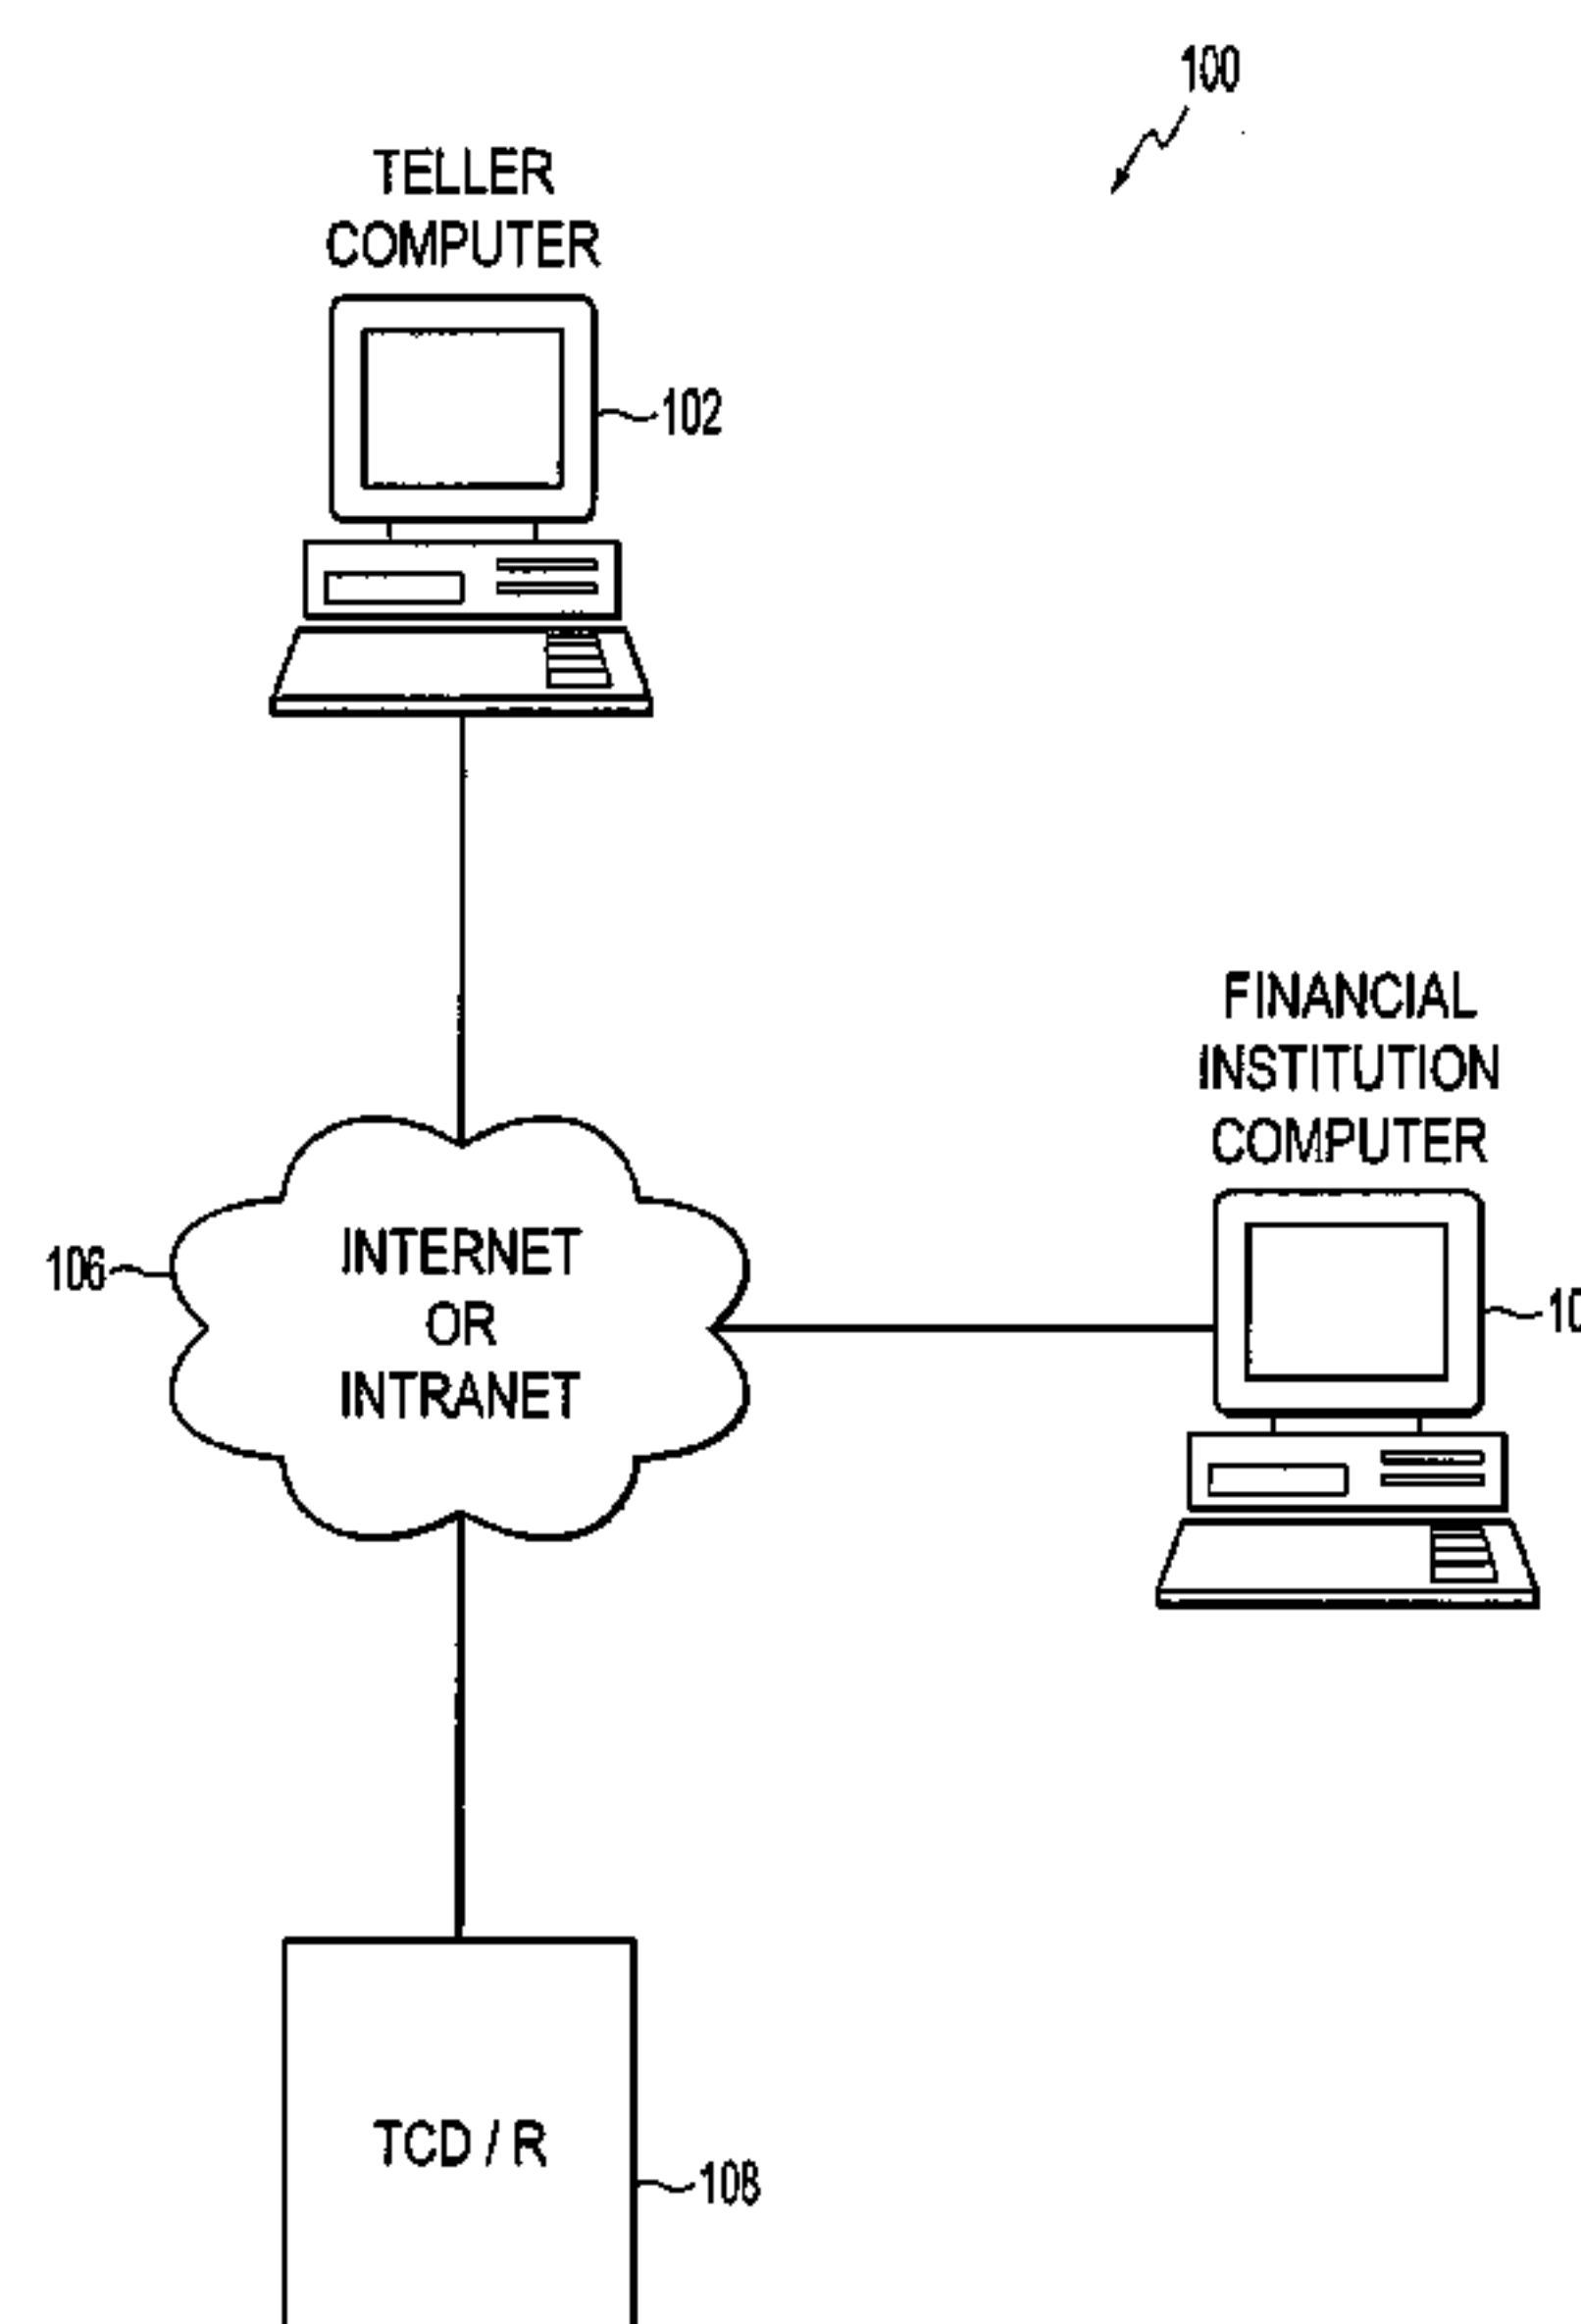 100
TELLER
COMPUTER
102
FINANCIAL
INSTITUTION
COMPUTER
106
INTERNET
OR
INTRANET
TCD / R
108